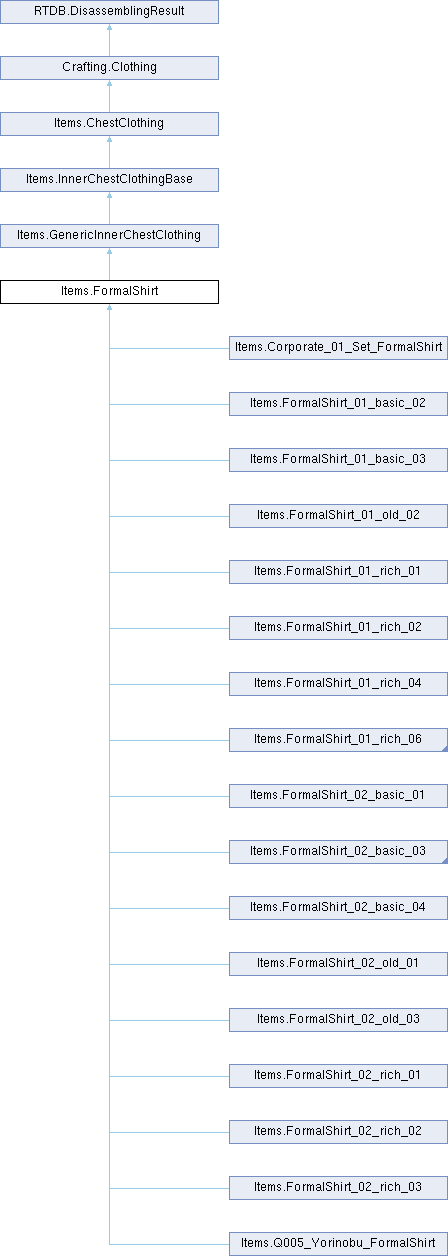 RTDB.DisassemblingResult
Crafting.Clothing
Items.ChestClothing
Items.InnerChestClothingBase
Items.GenericInnerChestClothing
Items.FormalShirt
Items.Corporate_01_Set_FormalShirt
Items.FormalShirt_01_basic_02
Items.FormalShirt_01_basic_03
Items.FormalShirt_01_old_02
Items.FormalShirt_01_rich_01
Items.FormalShirt_01_rich_02
Items.FormalShirt_01_rich_04
Items.FormalShirt_01_rich_06
Items.FormalShirt_02_basic_01
Items.FormalShirt_02_basic_03
Items.FormalShirt_02_basic_04
Items.FormalShirt_02_old_01
Items.FormalShirt_02_old_03
Items.FormalShirt_02_rich_01
Items.FormalShirt_02_rich_02
Items.FormalShirt_02_rich_03
Items.Q005_Yorinobu_FormalShirt